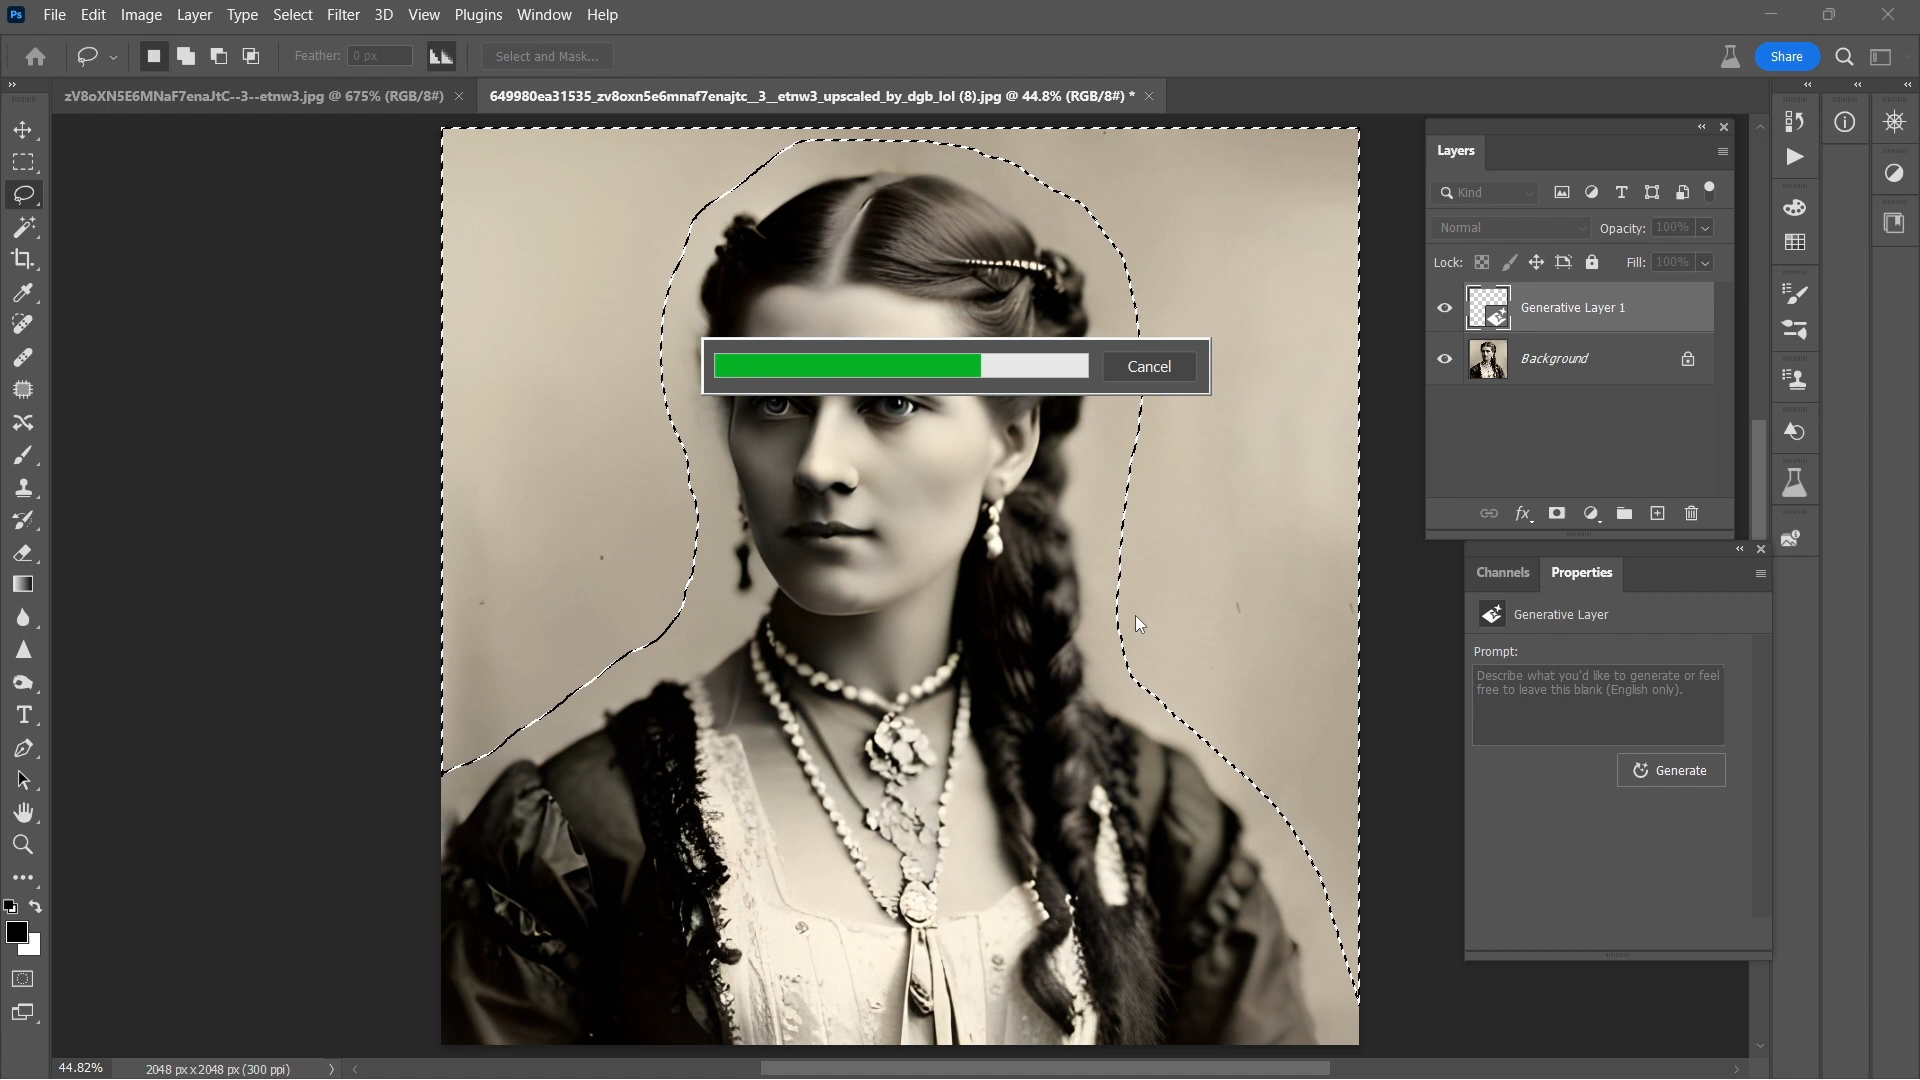 Ps File Edit Image Layer Type Select Filter 3D View Plugins Window Help
Feather: 0 px Select and Mask... Share
zV8oXN5E6MNaF7enaJtC--3--etnw3.jpg @ 675% (RGB/8#) 649980ea31535_zv8oxn5e6mnaf7enajtc__3__etnw3_upscaled_by_dgb_lol (8).jpg @ 44.8% (RGB/8#) *
Layers
Kind
Normal Opacity: 100%
Lock: Fill: 100%
Generative Layer 1
Background
Cancel
Channels Properties
Generative Layer
Prompt:
Describe what you'd like to generate or feel
free to leave this blank (English only).
Generate
44.82% 2048 px x 2048 px (300 ppi)